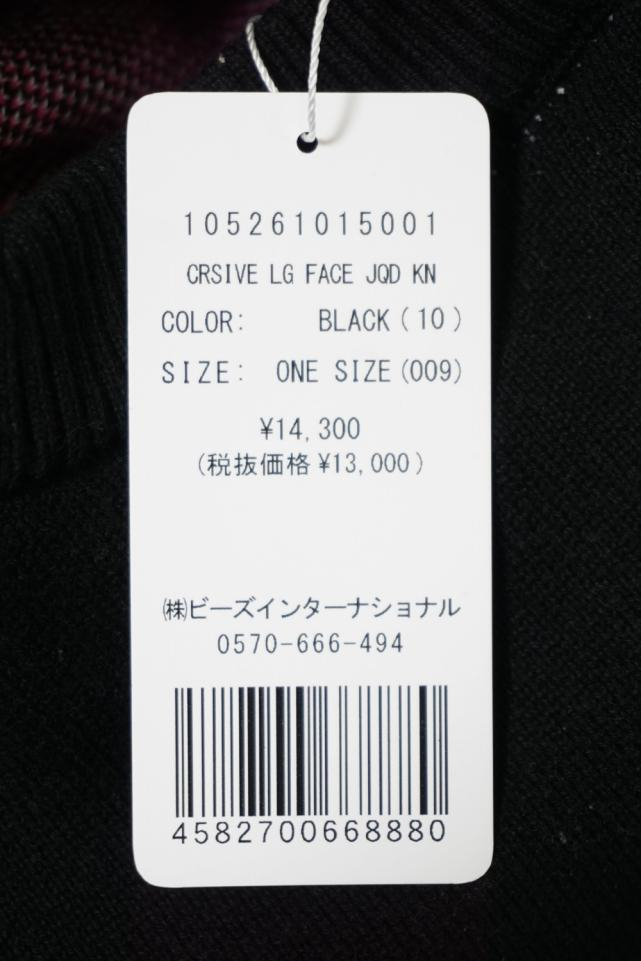 105261015001
CRSIVE LG FACE JQD KN
COLOR: BLACK(10)
SIZE: ONE SIZE(009)
¥14,300
(税抜価格¥13,000)
㈱ビーズインターナショナル
0570-666-494
4582700668880